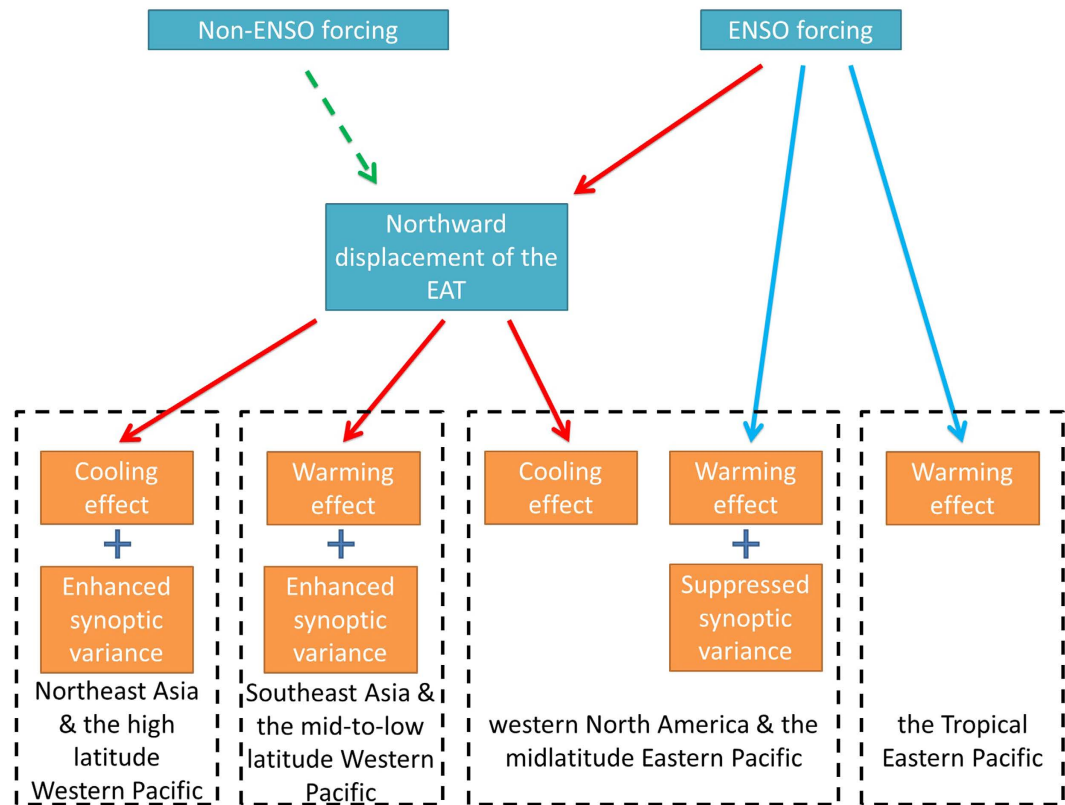 Non-ENSO forcing
ENSO forcing
Northward
displacement of the
EAT
Cooling
effect
+
Enhanced
synoptic
variance
Northeast Asia
& the high
latitude
Western Pacific
Warming
effect
+
Enhanced
synoptic
variance
Southeast Asia &
the mid-to-low
latitude Western
Pacific
Cooling
effect
Warming
effect
+
Suppressed
synoptic
variance
western North America & the
midlatitude Eastern Pacific
Warming
effect
the Tropical
Eastern Pacific